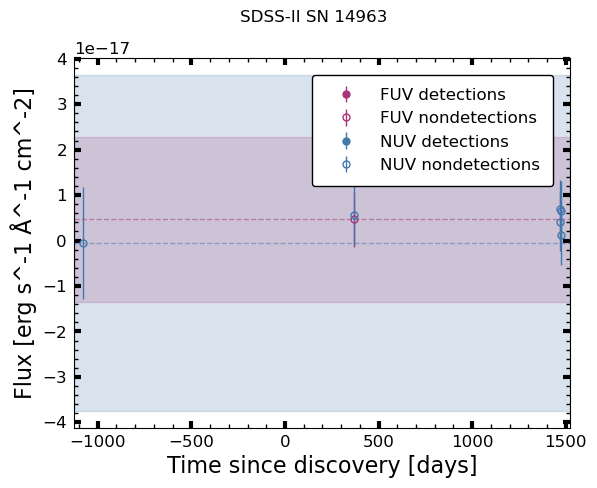 SDSS-II SN 14963
1e−17
Flux [erg s^-1 Å^-1 cm^-2]
4
3
2
1
0
−1
−2
−3
−4
FUV detections
FUV nondetections
NUV detections
NUV nondetections
−1000 −500 0 500 1000 1500
Time since discovery [days]